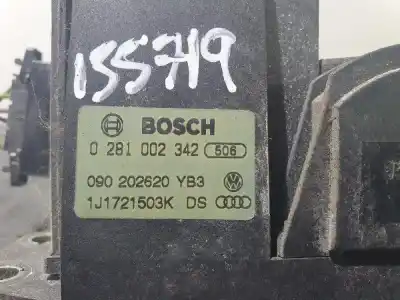 155719
BOSCH
0 281 002 342 506
090 202620 YB3
1J1721503K DS